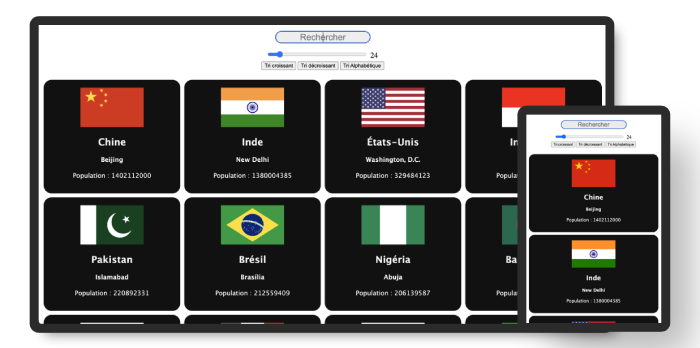 Rechercher
24
Tri croissant Tri décroissant Tri Alphabétique
Chine
Beijing
Population : 1402112000
Inde
New Delhi
Population : 1380004385
États-Unis
Washington, D.C.
Population : 329484123
In
Popula
Pakistan
Islamabad
Population : 220892331
Brésil
Brasília
Population : 212559409
Nigéria
Abuja
Population : 206139587
Ba
Popula
Rechercher
24
Tri croissant Tri décroissant Tri Alphabétique
Chine
Beijing
Population : 1402112000
Inde
New Delhi
Population : 1380004385